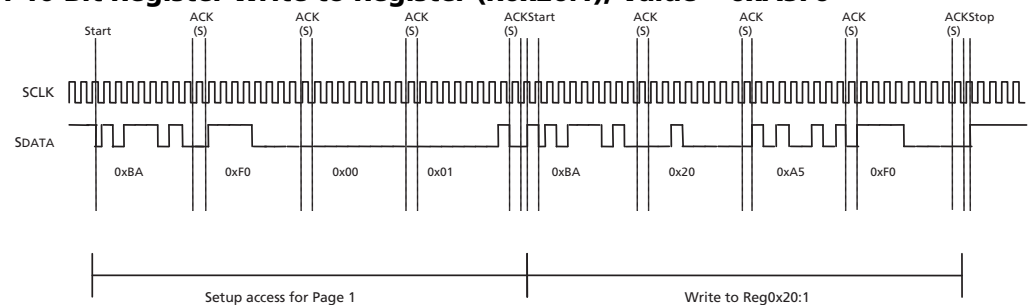 16-Bit Register Write to Register (R0x20:1), Value = 0xA5F0
Start ACK (S) ACK (S) ACK (S) ACK (S) Start ACK (S) ACK (S) ACK (S) ACK (S) Stop
SCLK
SDATA
0xBA 0xF0 0x00 0x01 0xBA 0x20 0xA5 0xF0
Setup access for Page 1 Write to Reg0x20:1